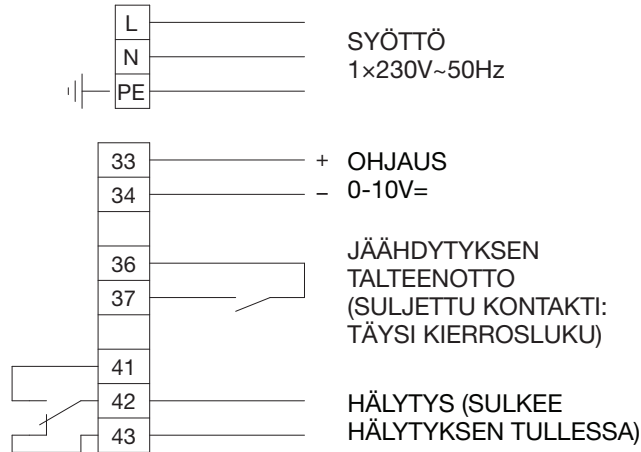 L
N
PE
SYÖTTÖ
1×230V~50Hz
33 + OHJAUS
34 – 0-10V=
36
37
JÄÄHDYTYKSEN
TALTEENOTTO
(SULJETTU KONTAKTI:
TÄYSI KIERROSLUKU)
41
42
43
HÄLYTYS (SULKEE
HÄLYTYKSEN TULLESSA)